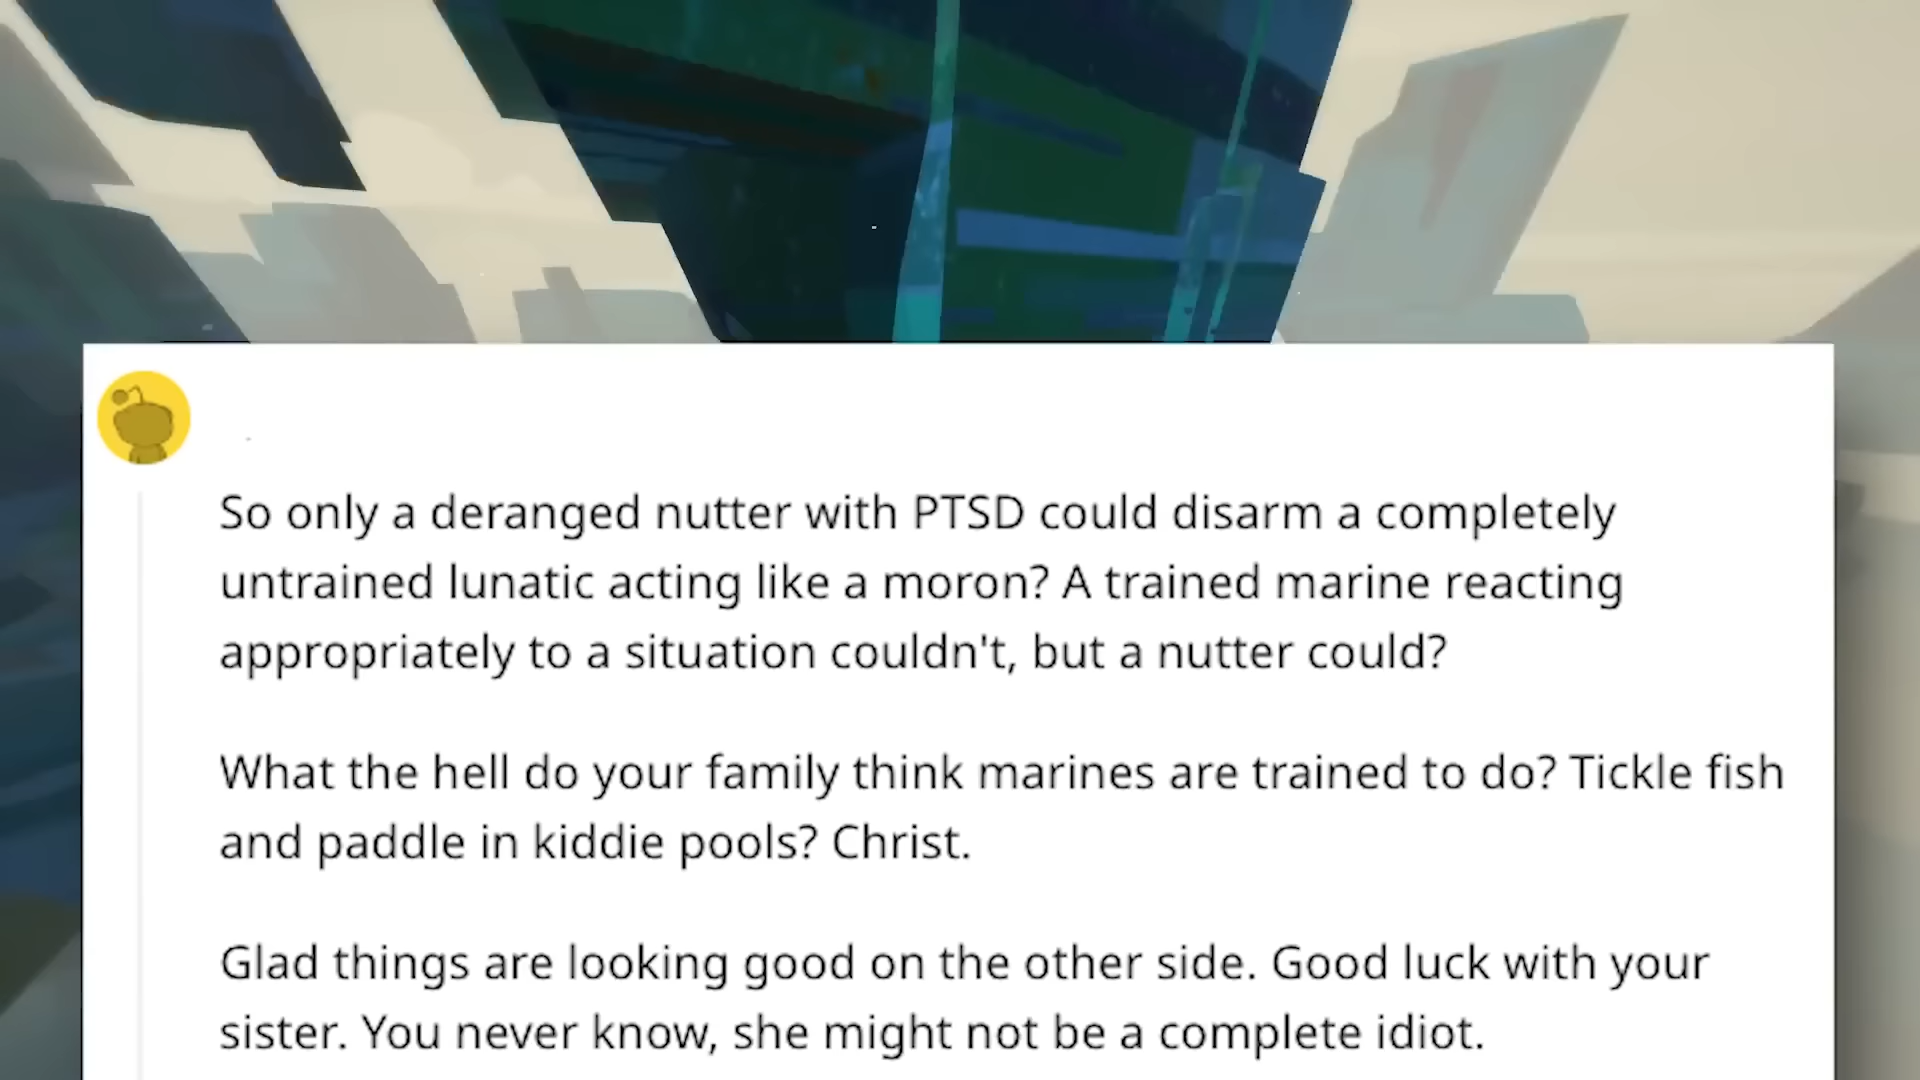 So only a deranged nutter with PTSD could disarm a completely
untrained lunatic acting like a moron? A trained marine reacting
appropriately to a situation couldn't, but a nutter could?
What the hell do your family think marines are trained to do? Tickle fish
and paddle in kiddie pools? Christ.
Glad things are looking good on the other side. Good luck with your
sister. You never know, she might not be a complete idiot.